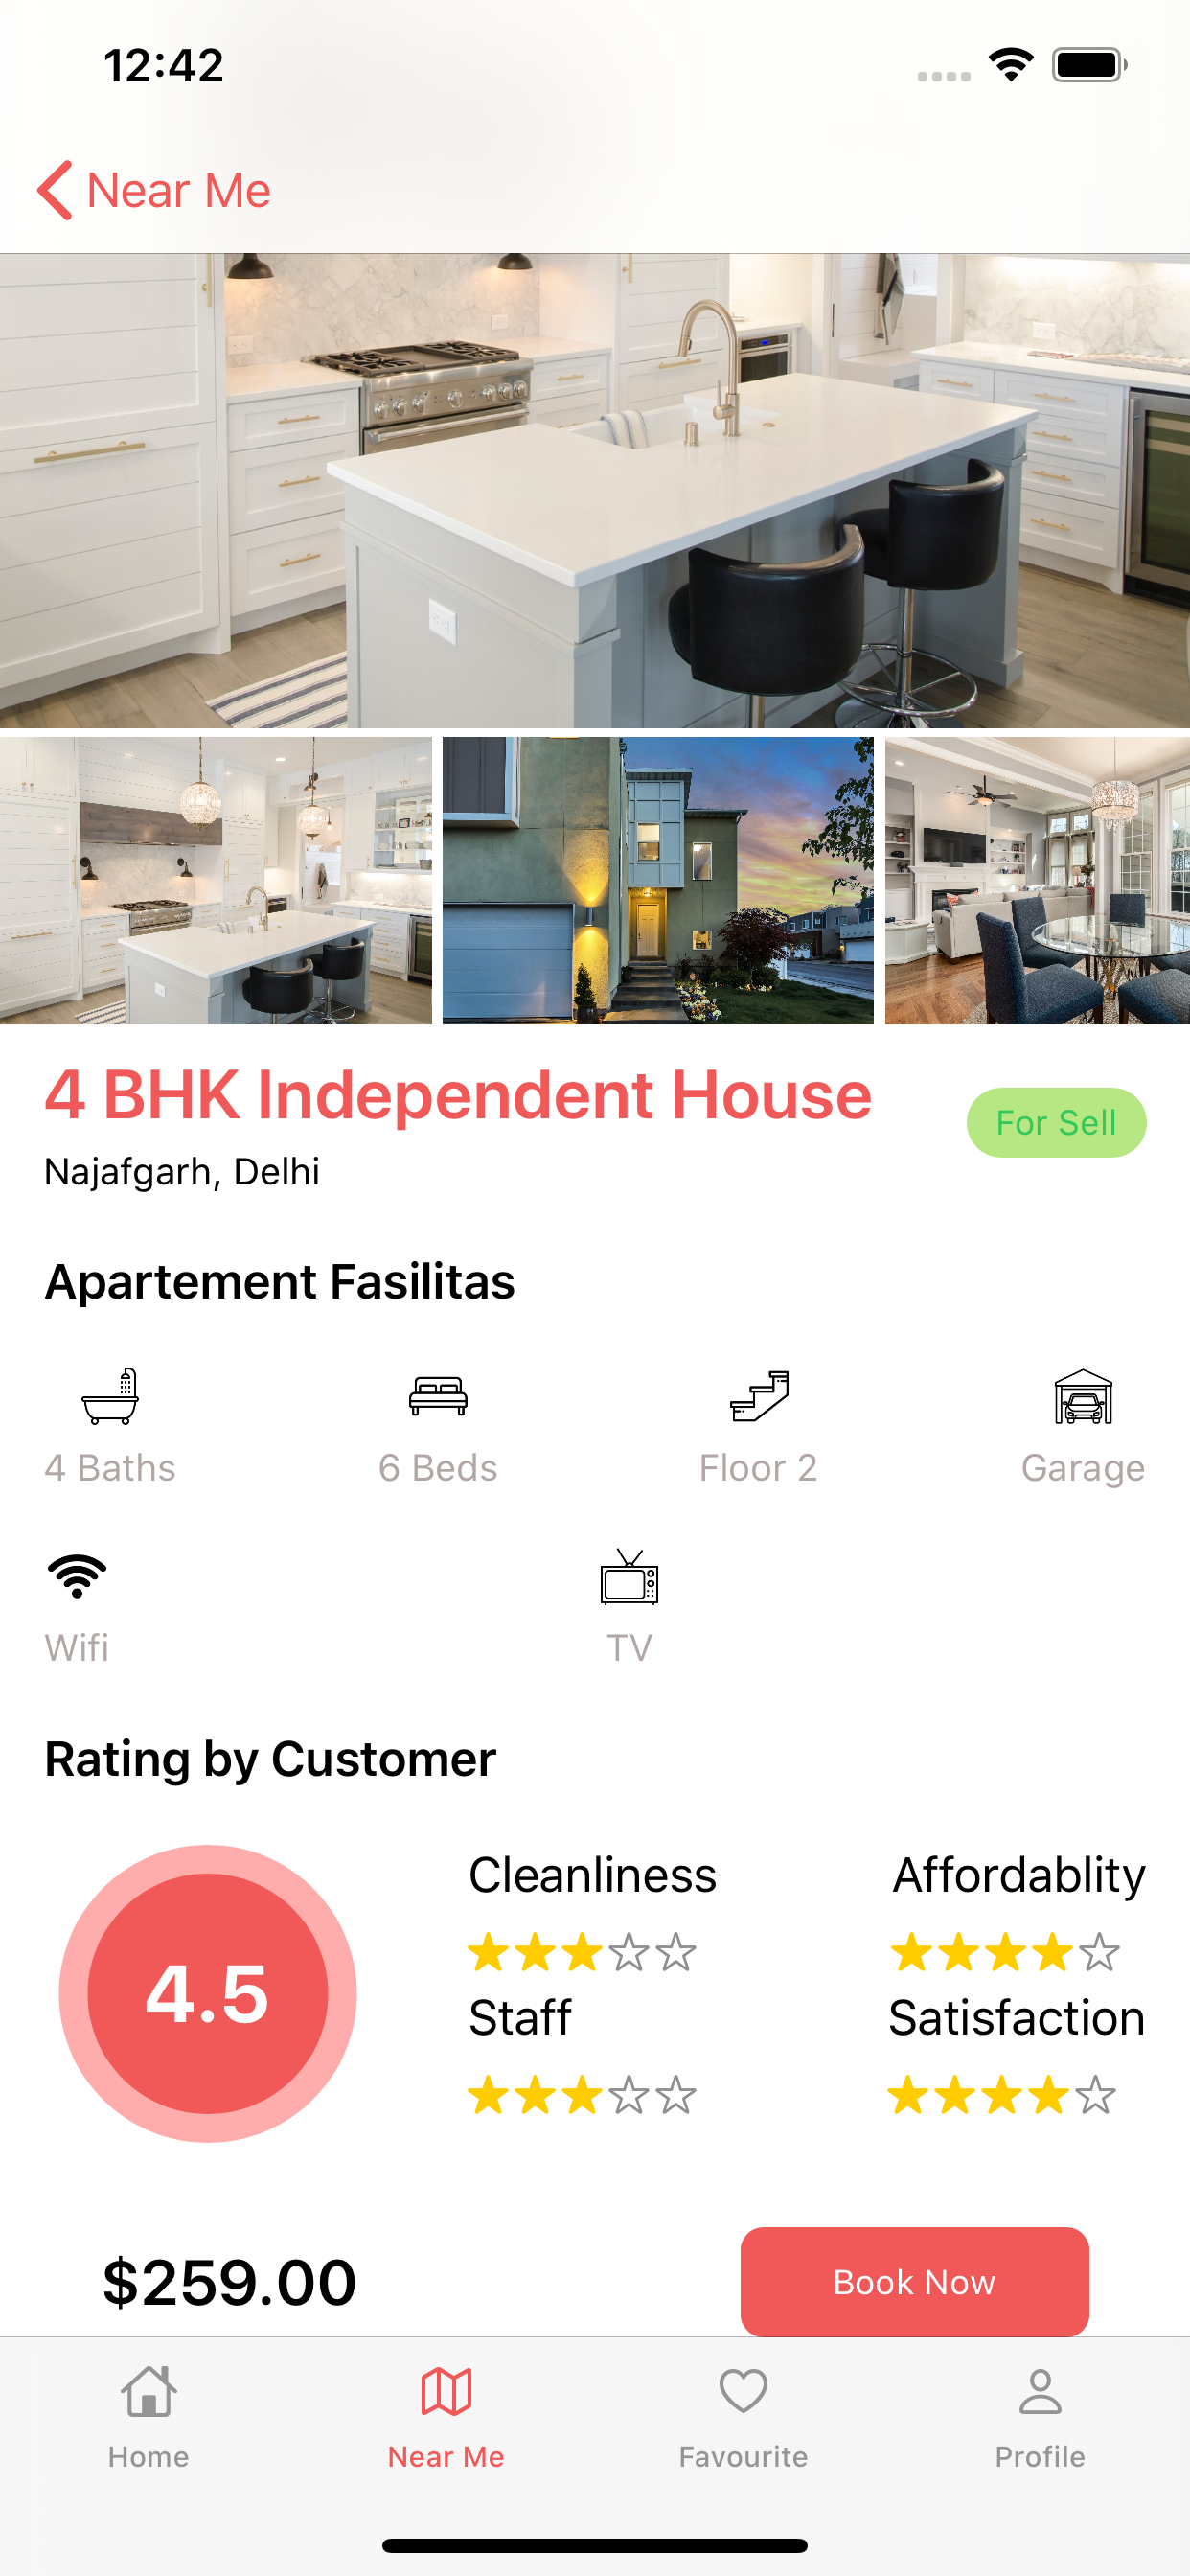 12:42
Near Me
4 BHK Independent House
For Sell
Najafgarh, Delhi
Apartement Fasilitas
4 Baths
6 Beds
Floor 2
Garage
Wifi
TV
Rating by Customer
Cleanliness
Affordablity
4.5
Staff
Satisfaction
$259.00
Book Now
Home
Near Me
Favourite
Profile